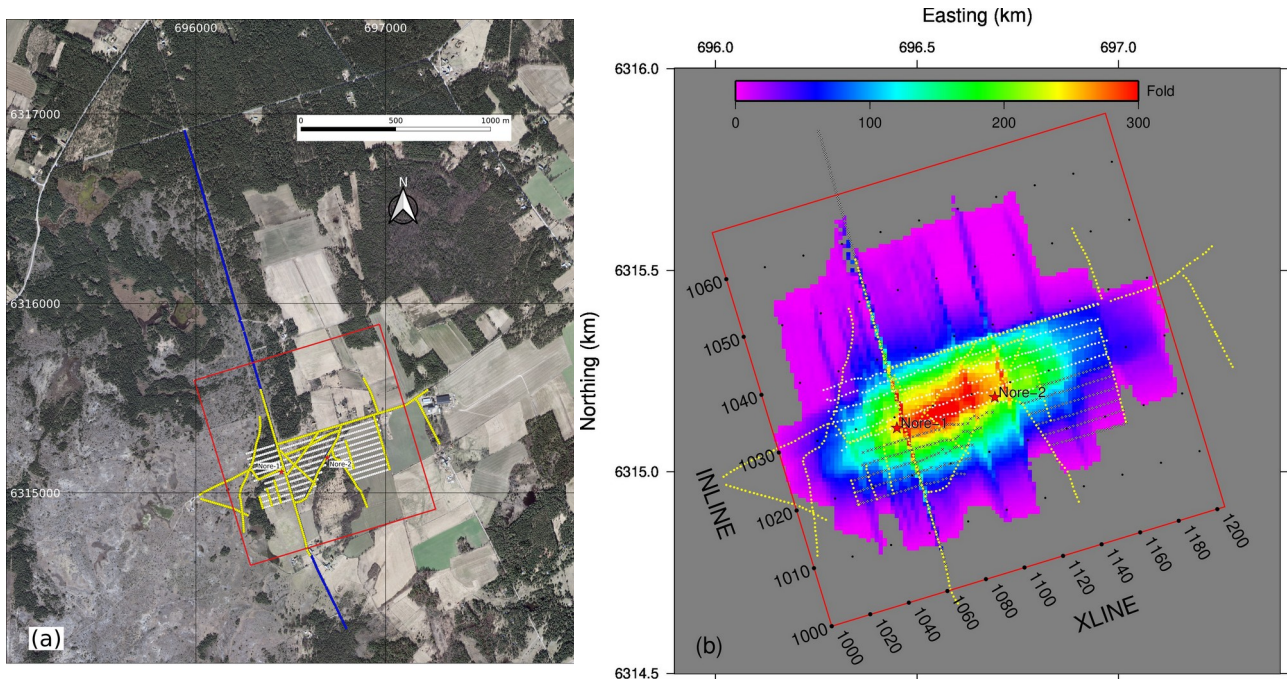 696000
697000
6317000
0
500
1000 m
N
6316000
Nore-1
Nore-2
6315000
(a)
Easting (km)
696.0
696.5
697.0
6316.0
Fold
0
100
200
300
Northing (km)
6315.5
1060
1050
1040
Nore-2
Nore-1
1030
6315.0
INLINE
1020
1010
1000
1000
1020
1040
1060
1080
1100
1120
1140
1160
1180
1200
XLINE
(b)
6314.5